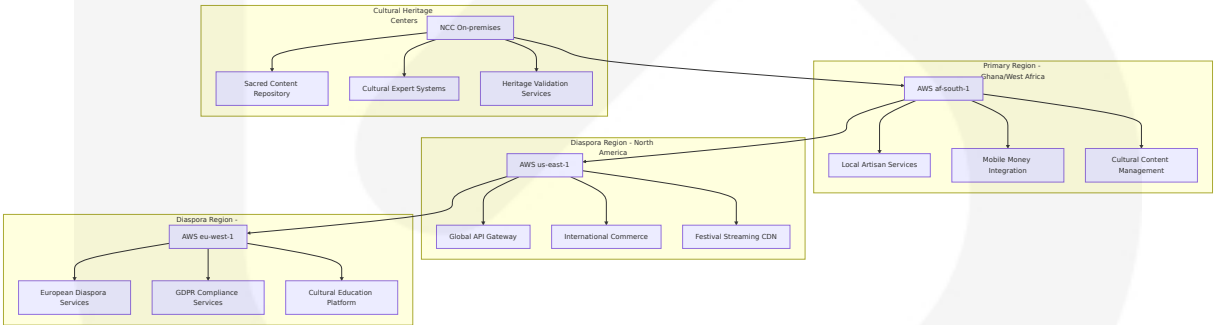 Cultural Heritage
Centers
NCC On-premises
Sacred Content
Repository
Cultural Expert Systems
Heritage Validation
Services
Primary Region -
Ghana/West Africa
AWS af-south-1
Local Artisan Services
Mobile Money
Integration
Cultural Content
Management
Diaspora Region - North
America
AWS us-east-1
Global API Gateway
International Commerce
Festival Streaming CDN
Diaspora Region -
AWS eu-west-1
European Diaspora
Services
GDPR Compliance
Services
Cultural Education
Platform